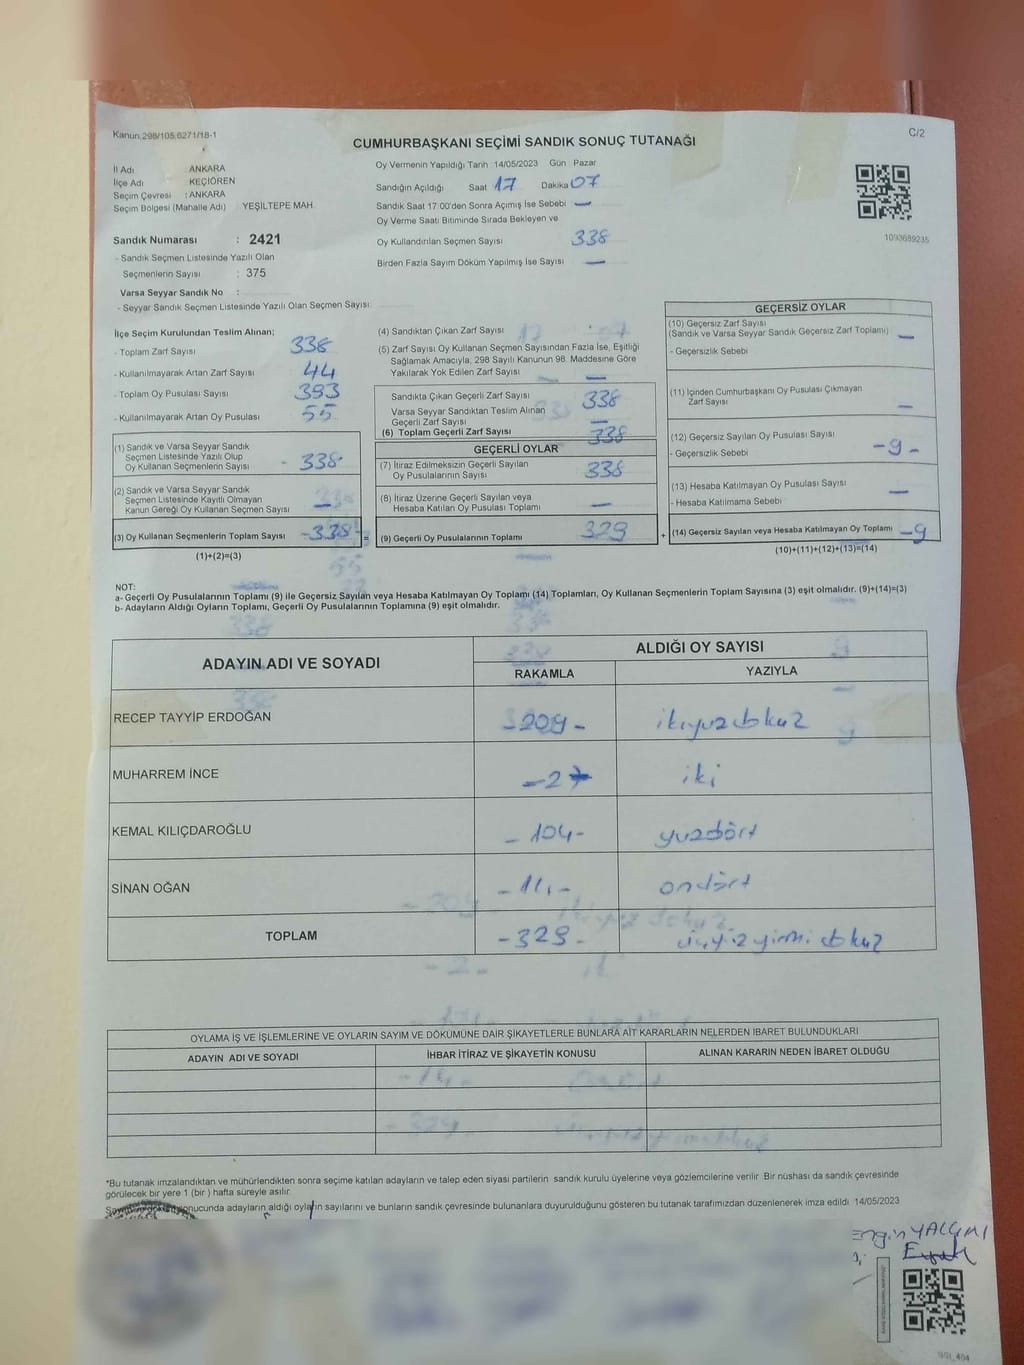 Kanun,298/105,6271/18-1
C/2
CUMHURBAŞKANI SEÇİMİ SANDIK SONUÇ TUTANAĞI
İl Adı ANKARA
İlçe Adı KEÇİÖREN
Seçim Çevresi : ANKARA
Seçim Bölgesi (Mahalle Adı) YEŞİLTEPE MAH.
Sandık Numarası : 2421
- Sandık Seçmen Listesinde Yazılı Olan
Seçmenlerin Sayısı : 375
Varsa Seyyar Sandık No :
- Seyyar Sandık Seçmen Listesinde Yazılı Olan Seçmen Sayısı:
Oy Vermenin Yapıldığı Tarih 14/05/2023 Gün Pazar
Sandığın Açıldığı Saat 17 Dakika 07
Sandık Saat 17:00'den Sonra Açımış İse Sebebi —
Oy Verme Saati Bitiminde Sırada Bekleyen ve
Oy Kullandırılan Seçmen Sayısı 338
Birden Fazla Sayım Döküm Yapılmış İse Sayısı —
1093689235
İlçe Seçim Kurulundan Teslim Alınan;
- Toplam Zarf Sayısı 338
- Kullanılmayarak Artan Zarf Sayısı 44
- Toplam Oy Pusulası Sayısı 393
- Kullanılmayarak Artan Oy Pusulası 55
(1) Sandık ve Varsa Seyyar Sandık
Seçmen Listesinde Yazılı Olup
Oy Kullanan Seçmenlerin Sayısı - 338
(2) Sandık ve Varsa Seyyar Sandık
Seçmen Listesinde Kayıtlı Olmayan
Kanun Gereği Oy Kullanan Seçmen Sayısı —
(3) Oy Kullanan Seçmenlerin Toplam Sayısı -338- =
(1)+(2)=(3)
(4) Sandıktan Çıkan Zarf Sayısı
(5) Zarf Sayısı Oy Kullanan Seçmen Sayısından Fazla İse, Eşitliği
Sağlamak Amacıyla, 298 Sayılı Kanunun 98. Maddesine Göre
Yakılarak Yok Edilen Zarf Sayısı —
Sandıkta Çıkan Geçerli Zarf Sayısı 338
Varsa Seyyar Sandıktan Teslim Alınan
Geçerli Zarf Sayısı —
(6) Toplam Geçerli Zarf Sayısı 338
GEÇERLİ OYLAR
(7) İtiraz Edilmeksizin Geçerli Sayılan
Oy Pusulalarının Sayısı 338
(8) İtiraz Üzerine Geçerli Sayılan veya
Hesaba Katılan Oy Pusulası Toplamı —
(9) Geçerli Oy Pusulalarının Toplamı 329 +
GEÇERSİZ OYLAR
(10) Geçersiz Zarf Sayısı
(Sandık ve Varsa Seyyar Sandık Geçersiz Zarf Toplamı) —
- Geçersizlik Sebebi
(11) İçinden Cumhurbaşkanı Oy Pusulası Çıkmayan
Zarf Sayısı —
(12) Geçersiz Sayılan Oy Pusulası Sayısı
- Geçersizlik Sebebi -9-
(13) Hesaba Katılmayan Oy Pusulası Sayısı —
- Hesaba Katılmama Sebebi
(14) Geçersiz Sayılan veya Hesaba Katılmayan Oy Toplamı -9
(10)+(11)+(12)+(13)=(14)
NOT:
a- Geçerli Oy Pusulalarının Toplamı (9) ile Geçersiz Sayılan veya Hesaba Katılmayan Oy Toplamı (14) Toplamları, Oy Kullanan Seçmenlerin Toplam Sayısına (3) eşit olmalıdır. (9)+(14)=(3)
b- Adayların Aldığı Oyların Toplamı, Geçerli Oy Pusulalarının Toplamına (9) eşit olmalıdır.
ADAYIN ADI VE SOYADI
ALDIĞI OY SAYISI
RAKAMLA YAZIYLA
RECEP TAYYİP ERDOĞAN 209- ikiyüzdokuz
MUHARREM İNCE -2 iki
KEMAL KILIÇDAROĞLU - 104- yuzdört
SİNAN OĞAN -14- ondört
TOPLAM -329- üçyüzyirmidokuz
OYLAMA İŞ VE İŞLEMLERİNE VE OYLARIN SAYIM VE DÖKÜMÜNE DAİR ŞİKAYETLERLE BUNLARA AİT KARARLARIN NELERDEN İBARET BULUNDUKLARI
ADAYIN ADI VE SOYADI İHBAR İTİRAZ VE ŞİKAYETİN KONUSU ALINAN KARARIN NEDEN İBARET OLDUĞU
*Bu tutanak imzalandıktan ve mühürlendikten sonra seçime katılan adayların ve talep eden siyasi partilerin sandık kurulu üyelerine veya gözlemcilerine verilir Bir nüshası da sandık çevresinde
görülecek bir yere 1 (bir) hafta süreyle asılır.
sonucunda adayların aldığı oyların sayılarını ve bunların sandık çevresinde bulunanlara duyurulduğunu gösteren bu tutanak tarafımızdan düzenlenerek imza edildi 14/05/2023
Engin YALÇIN